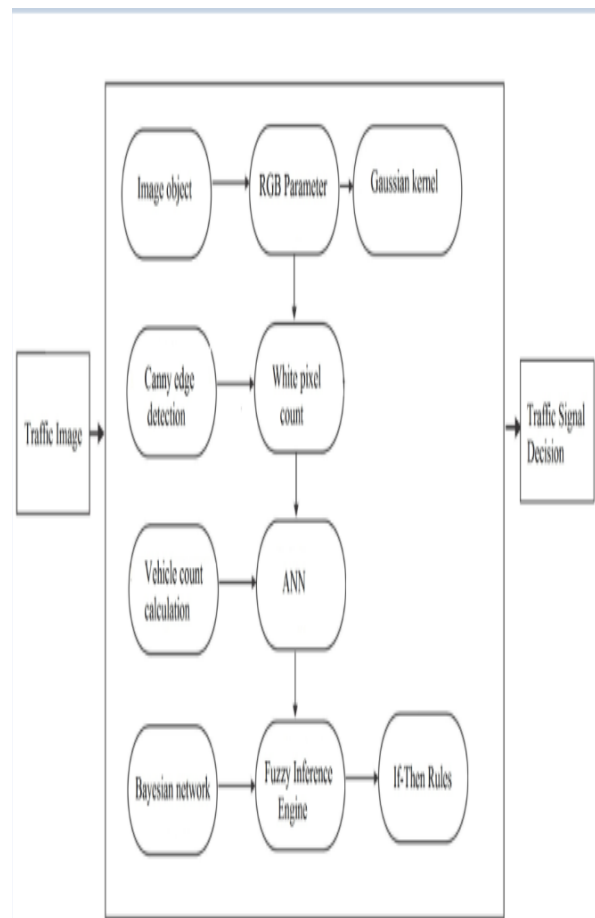 Image object
RGB Parameter
Gaussian kernel
Canny edge
detection
White pixel
count
Traffic Image
Traffic Signal
Decision
Vehicle count
calculation
ANN
Bayesian network
Fuzzy Inference
Engine
If-Then Rules